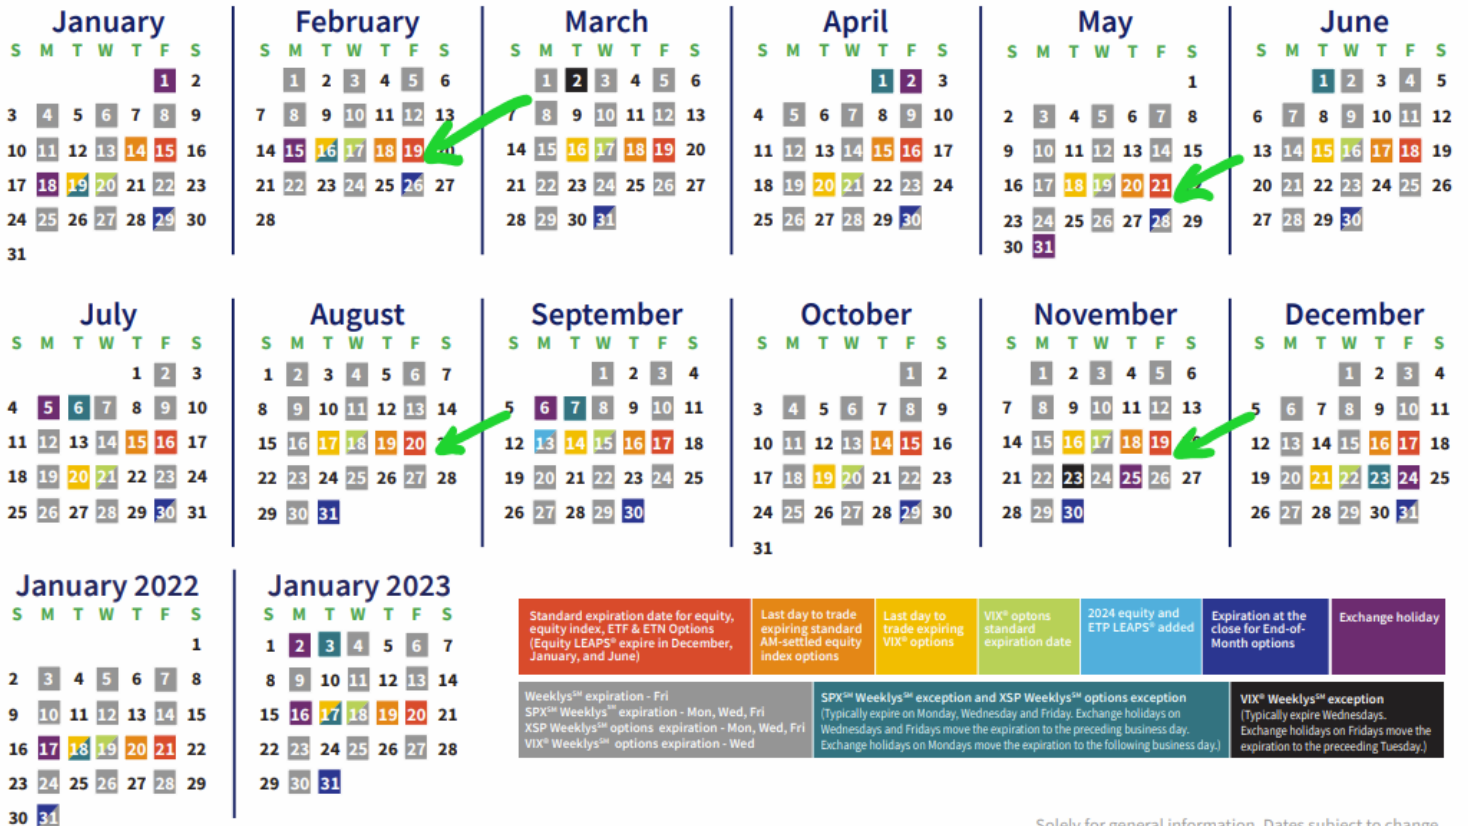 January
S M T W T F S
1 2
3 4 5 6 7 8 9
10 11 12 13 14 15 16
17 18 19 20 21 22 23
24 25 26 27 28 29 30
31
February
S M T W T F S
1 2 3 4 5 6
7 8 9 10 11 12 13
14 15 16 17 18 19 20
21 22 23 24 25 26 27
28
March
S M T W T F S
1 2 3 4 5 6
7 8 9 10 11 12 13
14 15 16 17 18 19 20
21 22 23 24 25 26 27
28 29 30 31
April
S M T W T F S
1 2 3
4 5 6 7 8 9 10
11 12 13 14 15 16 17
18 19 20 21 22 23 24
25 26 27 28 29 30
May
S M T W T F S
1
2 3 4 5 6 7 8
9 10 11 12 13 14 15
16 17 18 19 20 21
23 24 25 26 27 28 29
30 31
June
S M T W T F S
1 2 3 4 5
6 7 8 9 10 11 12
13 14 15 16 17 18 19
20 21 22 23 24 25 26
27 28 29 30
July
S M T W T F S
1 2 3
4 5 6 7 8 9 10
11 12 13 14 15 16 17
18 19 20 21 22 23 24
25 26 27 28 29 30 31
August
S M T W T F S
1 2 3 4 5 6 7
8 9 10 11 12 13 14
15 16 17 18 19 20
22 23 24 25 26 27 28
29 30 31
September
S M T W T F S
1 2 3 4
5 6 7 8 9 10 11
12 13 14 15 16 17 18
19 20 21 22 23 24 25
26 27 28 29 30
October
S M T W T F S
1 2
3 4 5 6 7 8 9
10 11 12 13 14 15 16
17 18 19 20 21 22 23
24 25 26 27 28 29 30
31
November
S M T W T F S
1 2 3 4 5 6
7 8 9 10 11 12 13
14 15 16 17 18 19
21 22 23 24 25 26 27
28 29 30
December
S M T W T F S
1 2 3 4
5 6 7 8 9 10 11
12 13 14 15 16 17 18
19 20 21 22 23 24 25
26 27 28 29 30 31
January 2022
S M T W T F S
1
2 3 4 5 6 7 8
9 10 11 12 13 14 15
16 17 18 19 20 21 22
23 24 25 26 27 28 29
30 31
January 2023
S M T W T F S
1 2 3 4 5 6 7
8 9 10 11 12 13 14
15 16 17 18 19 20 21
22 23 24 25 26 27 28
29 30 31
Standard expiration date for equity,
equity index, ETF & ETN Options
(Equity LEAPS® expire in December,
January, and June)
Last day to trade
expiring standard
AM-settled equity
index options
Last day to
trade expiring
VIX® options
VIX® optons
standard
expiration date
2024 equity and
ETP LEAPS® added
Expiration at the
close for End-of-
Month options
Exchange holiday
Weeklysˢᴹ expiration - Fri
SPXˢᴹ Weeklysˢᴹ expiration - Mon, Wed, Fri
XSP Weeklysˢᴹ options expiration - Mon, Wed, Fri
VIX® Weeklysˢᴹ options expiration - Wed
SPXˢᴹ Weeklysˢᴹ exception and XSP Weeklysˢᴹ options exception
(Typically expire on Monday, Wednesday and Friday. Exchange holidays on
Wednesdays and Fridays move the expiration to the preceding business day.
Exchange holidays on Mondays move the expiration to the following business day.)
VIX® Weeklysˢᴹ exception
(Typically expire Wednesdays.
Exchange holidays on Fridays move the
expiration to the preceeding Tuesday.)
Solely for general information. Dates subject to change.